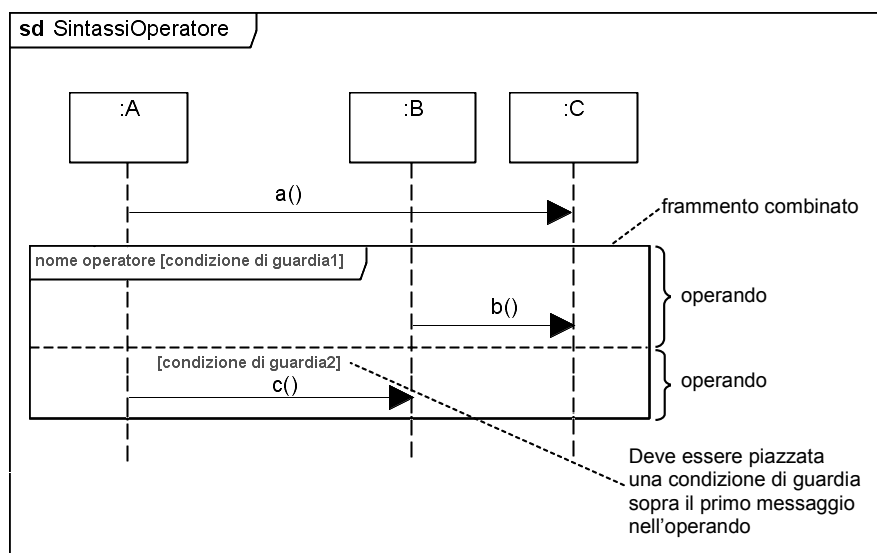 sd SintassiOperatore
:A
:B
:C
a()
frammento combinato
nome operatore [condizione di guardia1]
operando
b()
[condizione di guardia2]
operando
c()
Deve essere piazzata
una condizione di guardia
sopra il primo messaggio
nell'operando